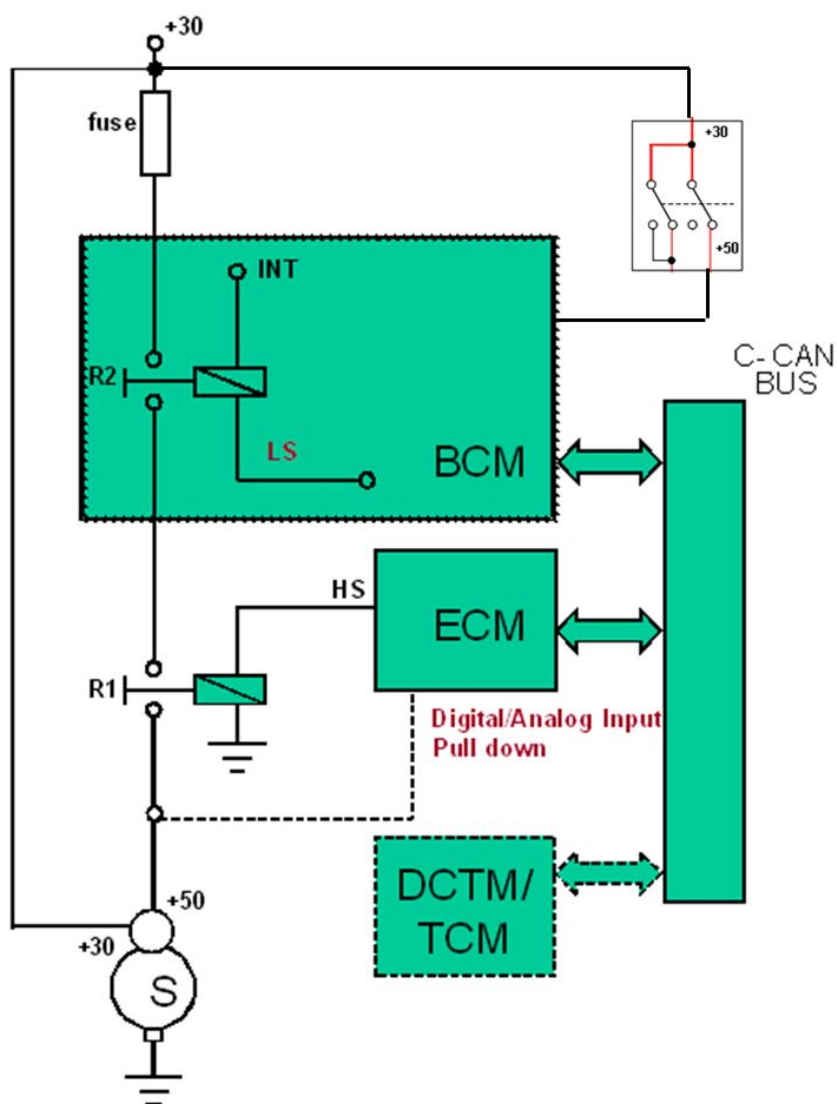 +30
fuse
+30
+50
INT
R2
LS
BCM
C-CAN
BUS
HS
ECM
R1
Digital/Analog Input
Pull down
DCTM/
TCM
+50
+30
S